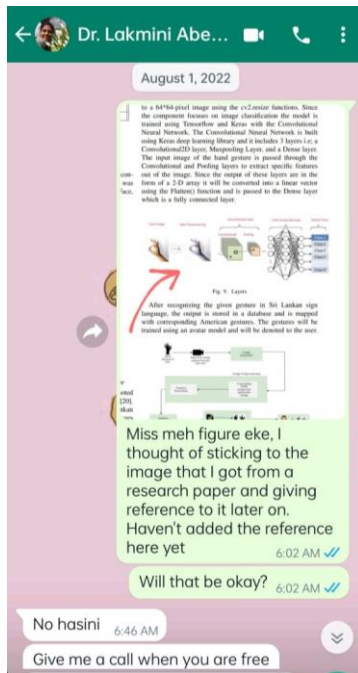 Dr. Lakmini Abe...
August 1, 2022
to a 64*64-pixel image using the cv2.resize functions. Since
the component focuses on image classification the model is
trained using Tensorflow and Keras with the Convolutional
Neural Network. The Convolutional Neural Network is built
using Keras deep learning library and it includes 3 layers i.e; a
Convolutional2D layer, Maxpooling Layer, and a Dense layer.
The input image of the hand gesture is passed through the
Convolutional and Pooling layers to extract specific features
out of the image. Since the output of these layers are in the
form of a 2-D array it will be converted into a linear vector
using the Flatten() function and is passed to the Dense layer
which is a fully connected layer.
Fig. 9. Layers
After recognizing the given gesture in Sri Lankan sign
language, the output is stored in a database and is mapped
with corresponding American gestures. The gestures will be
trained using an avatar model and will be denoted to the user.
Miss meh figure eke, I
thought of sticking to the
image that I got from a
research paper and giving
reference to it later on.
Haven't added the reference
here yet
6:02 AM
Will that be okay?
6:02 AM
No hasini
6:46 AM
Give me a call when you are free